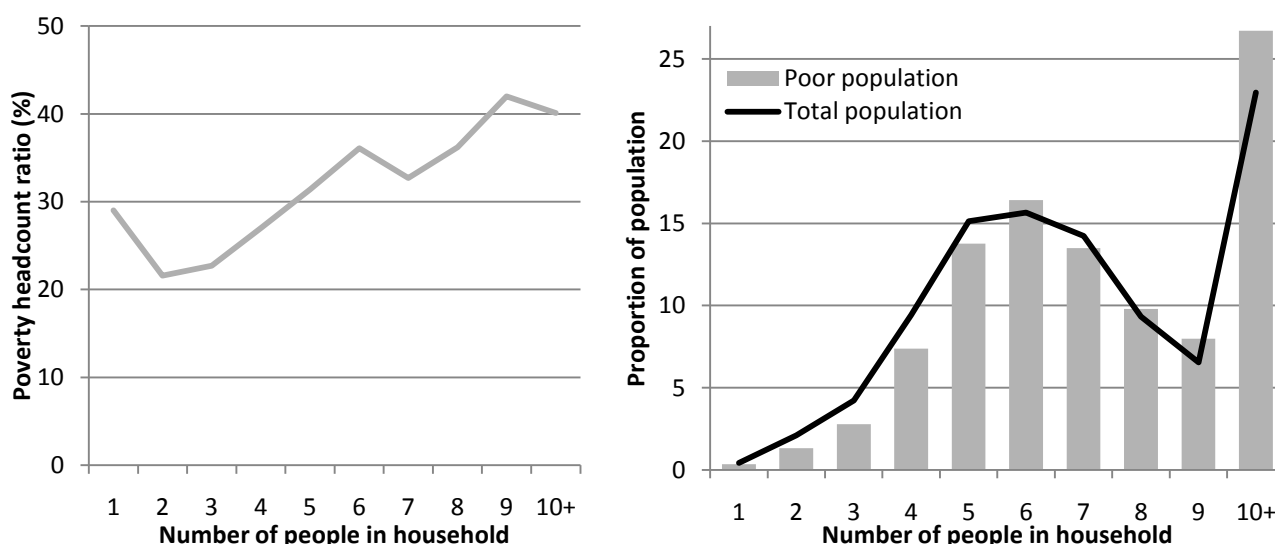 Poverty headcount ratio (%)
50
40
30
20
10
0
1 2 3 4 5 6 7 8 9 10+
Number of people in household
Proportion of population
25
20
15
10
5
0
Poor population
Total population
1 2 3 4 5 6 7 8 9 10+
Number of people in household